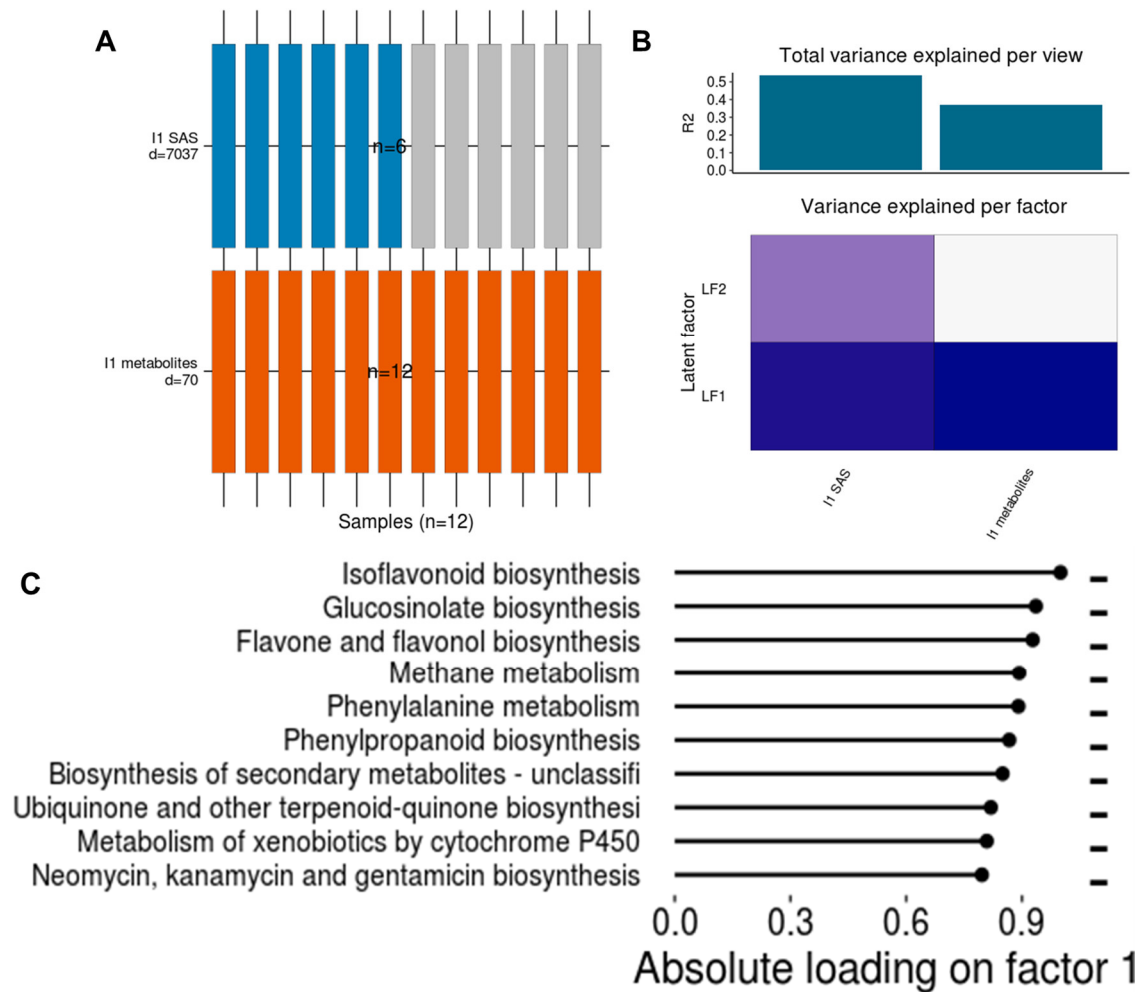 A
I1 SAS
d=7037
n=6
I1 metabolites
d=70
n=12
Samples (n=12)
B
Total variance explained per view
R2
0.5
0.4
0.3
0.2
0.1
0.0
Variance explained per factor
Latent factor
LF2
LF1
I1 SAS
I1 metabolites
C
Isoflavonoid biosynthesis
Glucosinolate biosynthesis
Flavone and flavonol biosynthesis
Methane metabolism
Phenylalanine metabolism
Phenylpropanoid biosynthesis
Biosynthesis of secondary metabolites - unclassifi
Ubiquinone and other terpenoid-quinone biosynthesi
Metabolism of xenobiotics by cytochrome P450
Neomycin, kanamycin and gentamicin biosynthesis
0.0 0.3 0.6 0.9
Absolute loading on factor 1